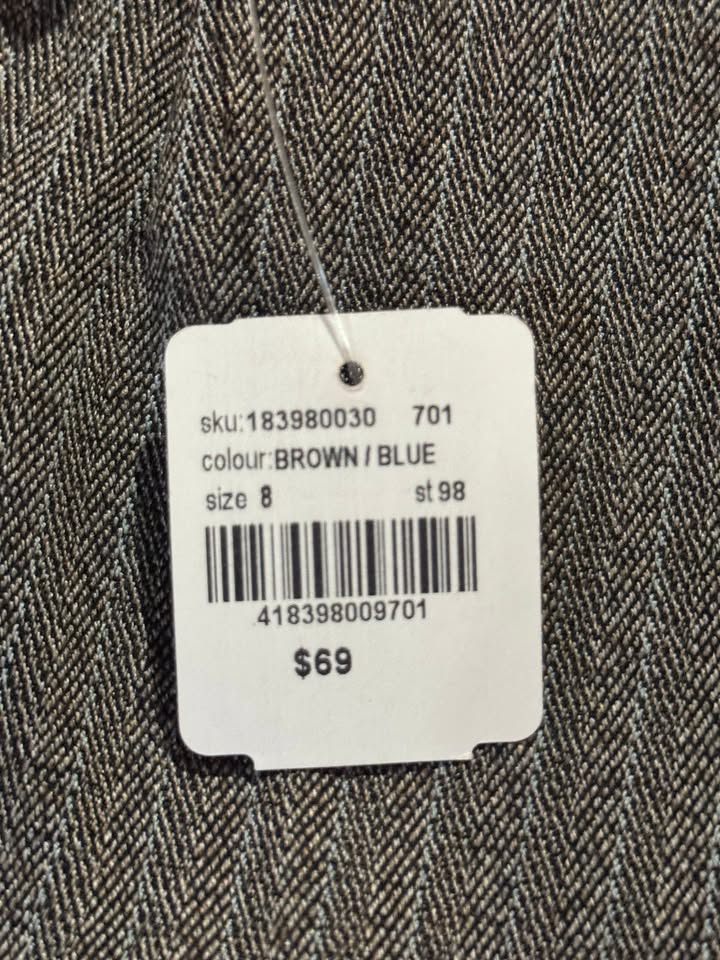 sku:183980030 701
colour:BROWN / BLUE
size 8 st 98
418398009701
$69